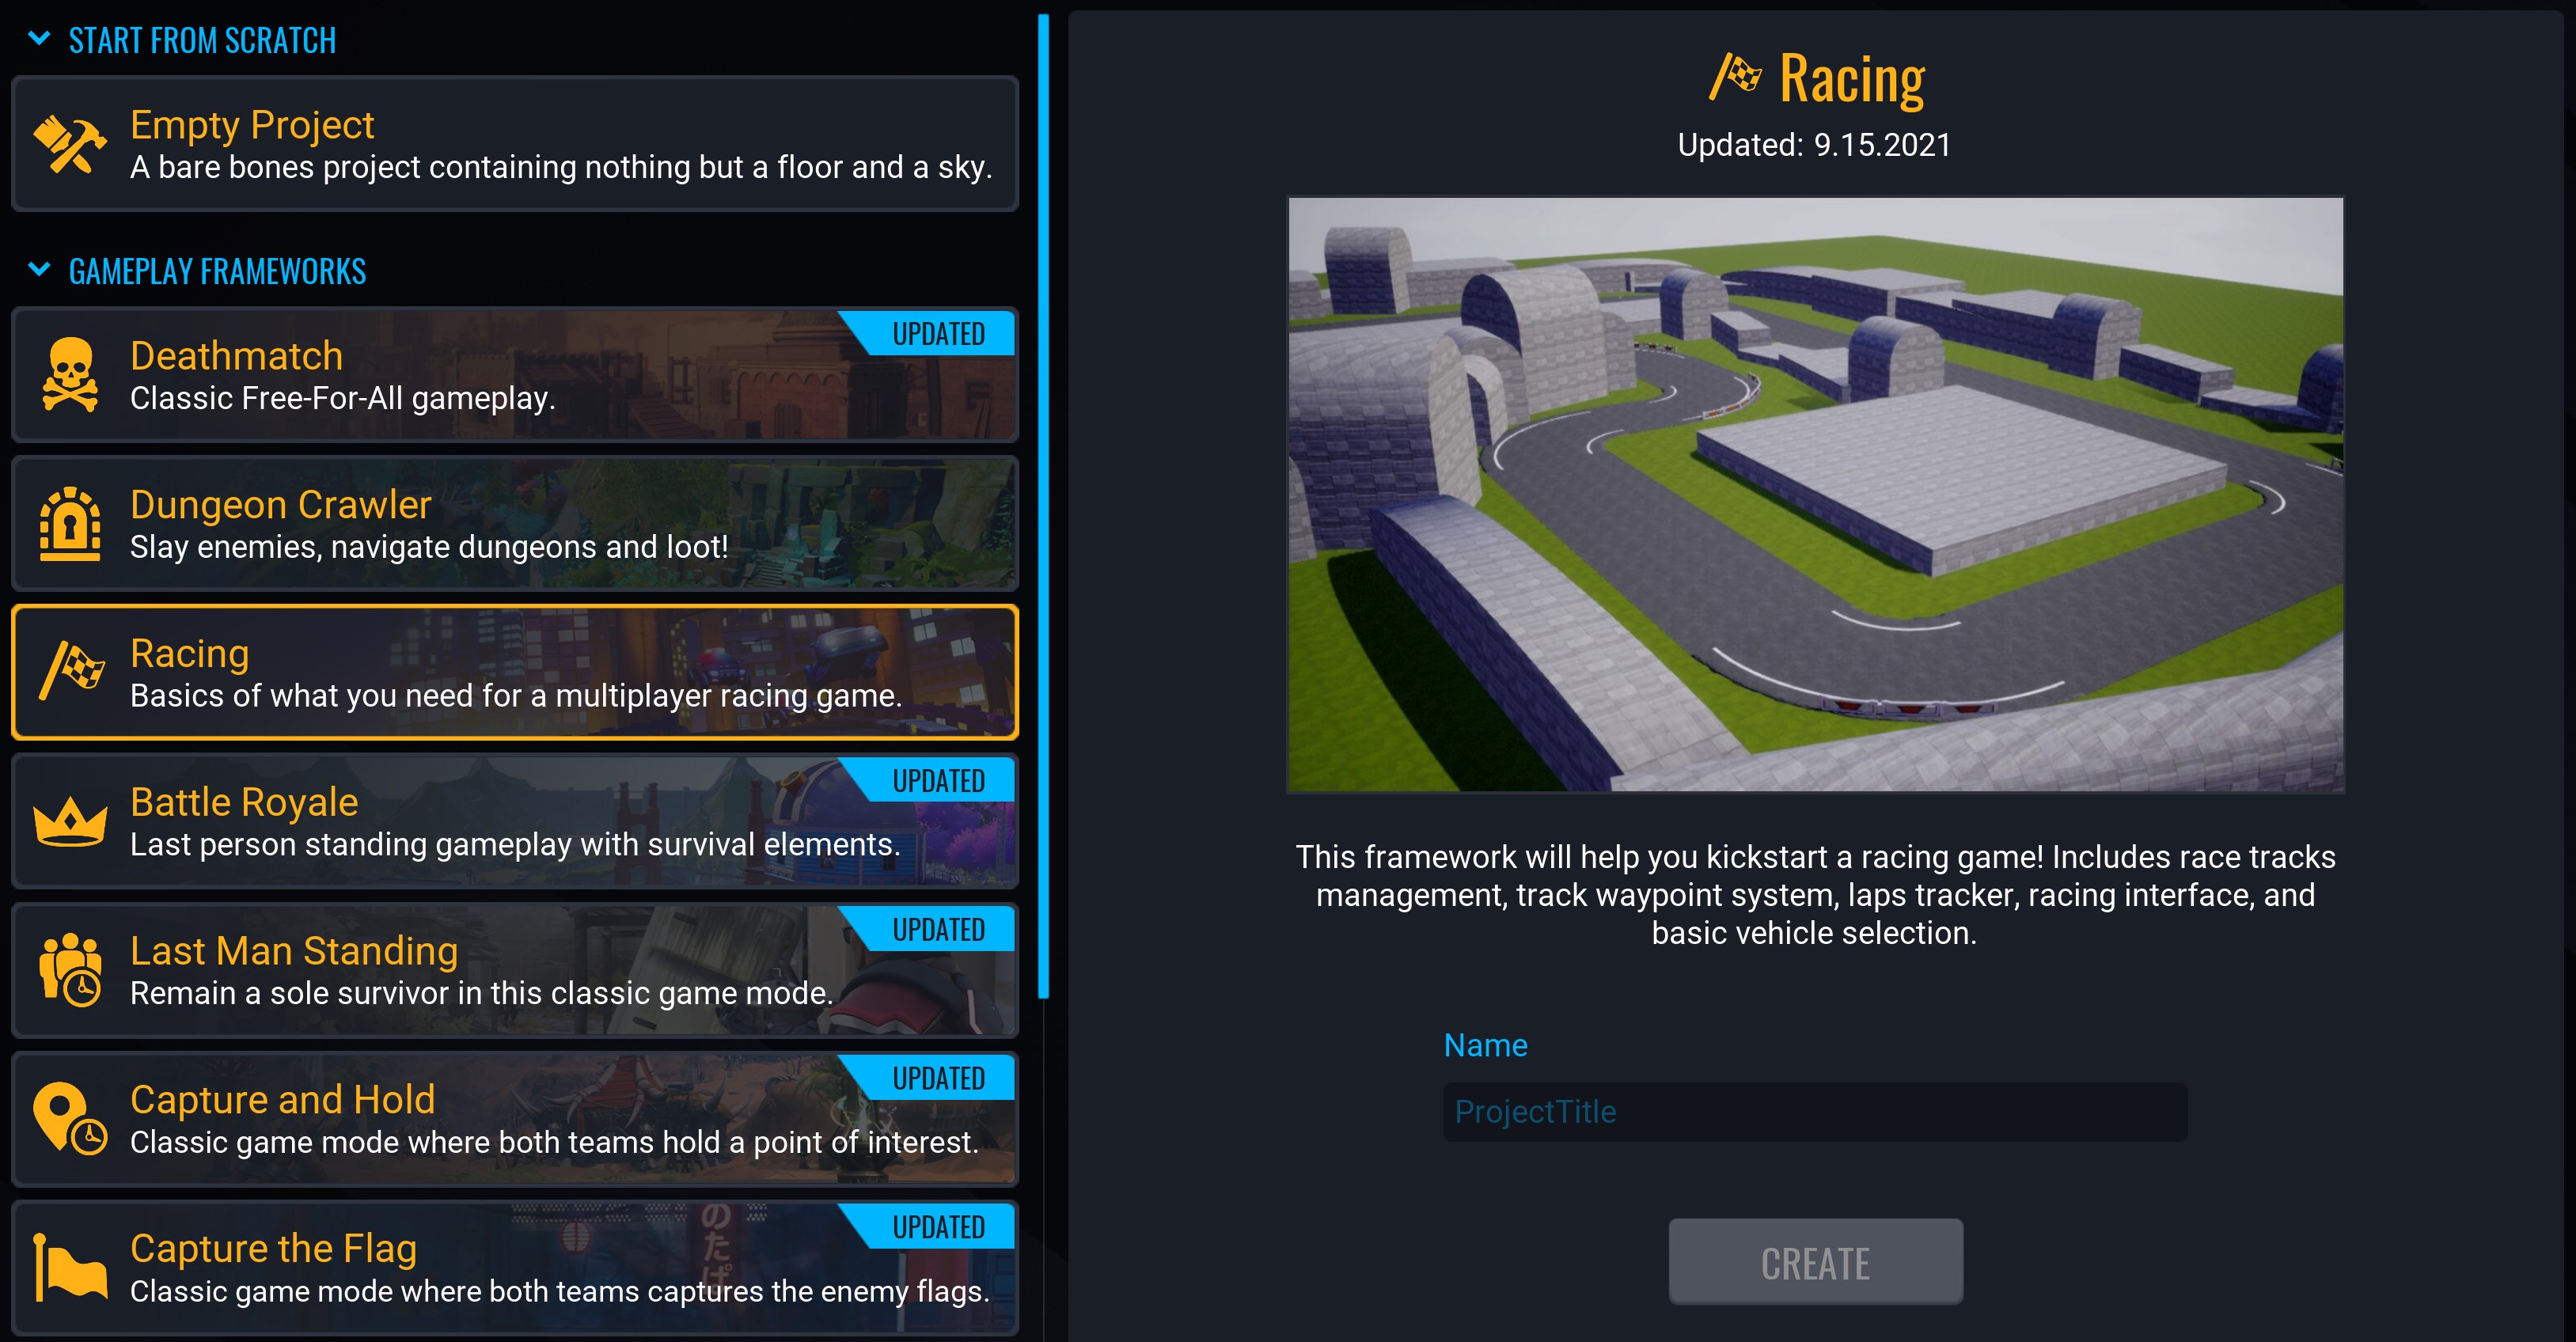 START FROM SCRATCH
Empty Project
A bare bones project containing nothing but a floor and a sky.
GAMEPLAY FRAMEWORKS
UPDATED
Deathmatch
Classic Free-For-All gameplay.
Dungeon Crawler
Slay enemies, navigate dungeons and loot!
Racing
Basics of what you need for a multiplayer racing game.
UPDATED
Battle Royale
Last person standing gameplay with survival elements.
UPDATED
Last Man Standing
Remain a sole survivor in this classic game mode.
UPDATED
Capture and Hold
Classic game mode where both teams hold a point of interest.
UPDATED
Capture the Flag
Classic game mode where both teams captures the enemy flags.
のたぱ
Racing
Updated: 9.15.2021
This framework will help you kickstart a racing game! Includes race tracks
management, track waypoint system, laps tracker, racing interface, and
basic vehicle selection.
Name
ProjectTitle
CREATE